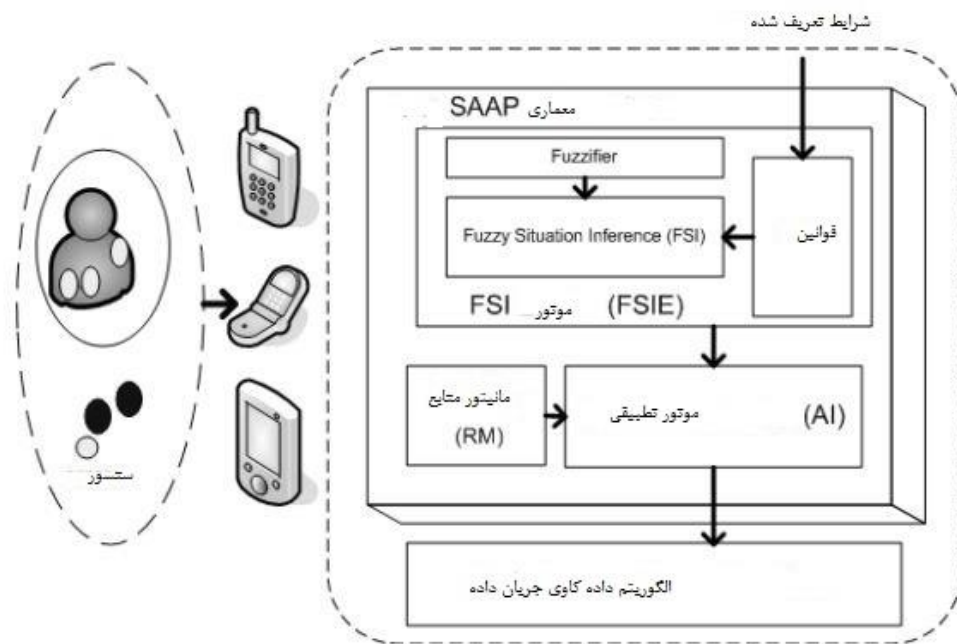 شرایط تعریف شده
معماری SAAP
Fuzzifier
Fuzzy Situation Inference (FSI)
قوانین
موتور FSI (FSIE)
مانیتور منابع
(RM)
موتور تطبیقی (AI)
سنسور
الگوریتم داده کاوی جریان داده